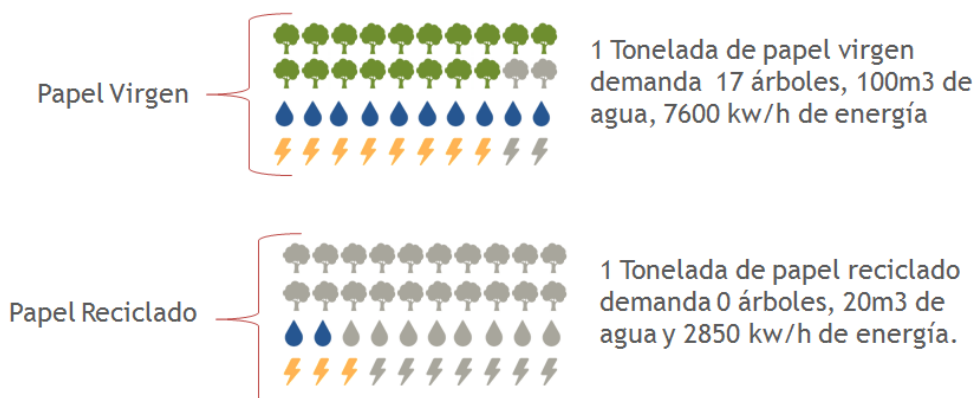 Papel Virgen
1 Tonelada de papel virgen
demanda  17 árboles, 100m3 de
agua, 7600 kw/h de energía
Papel Reciclado
1 Tonelada de papel reciclado
demanda 0 árboles, 20m3 de
agua y 2850 kw/h de energía.